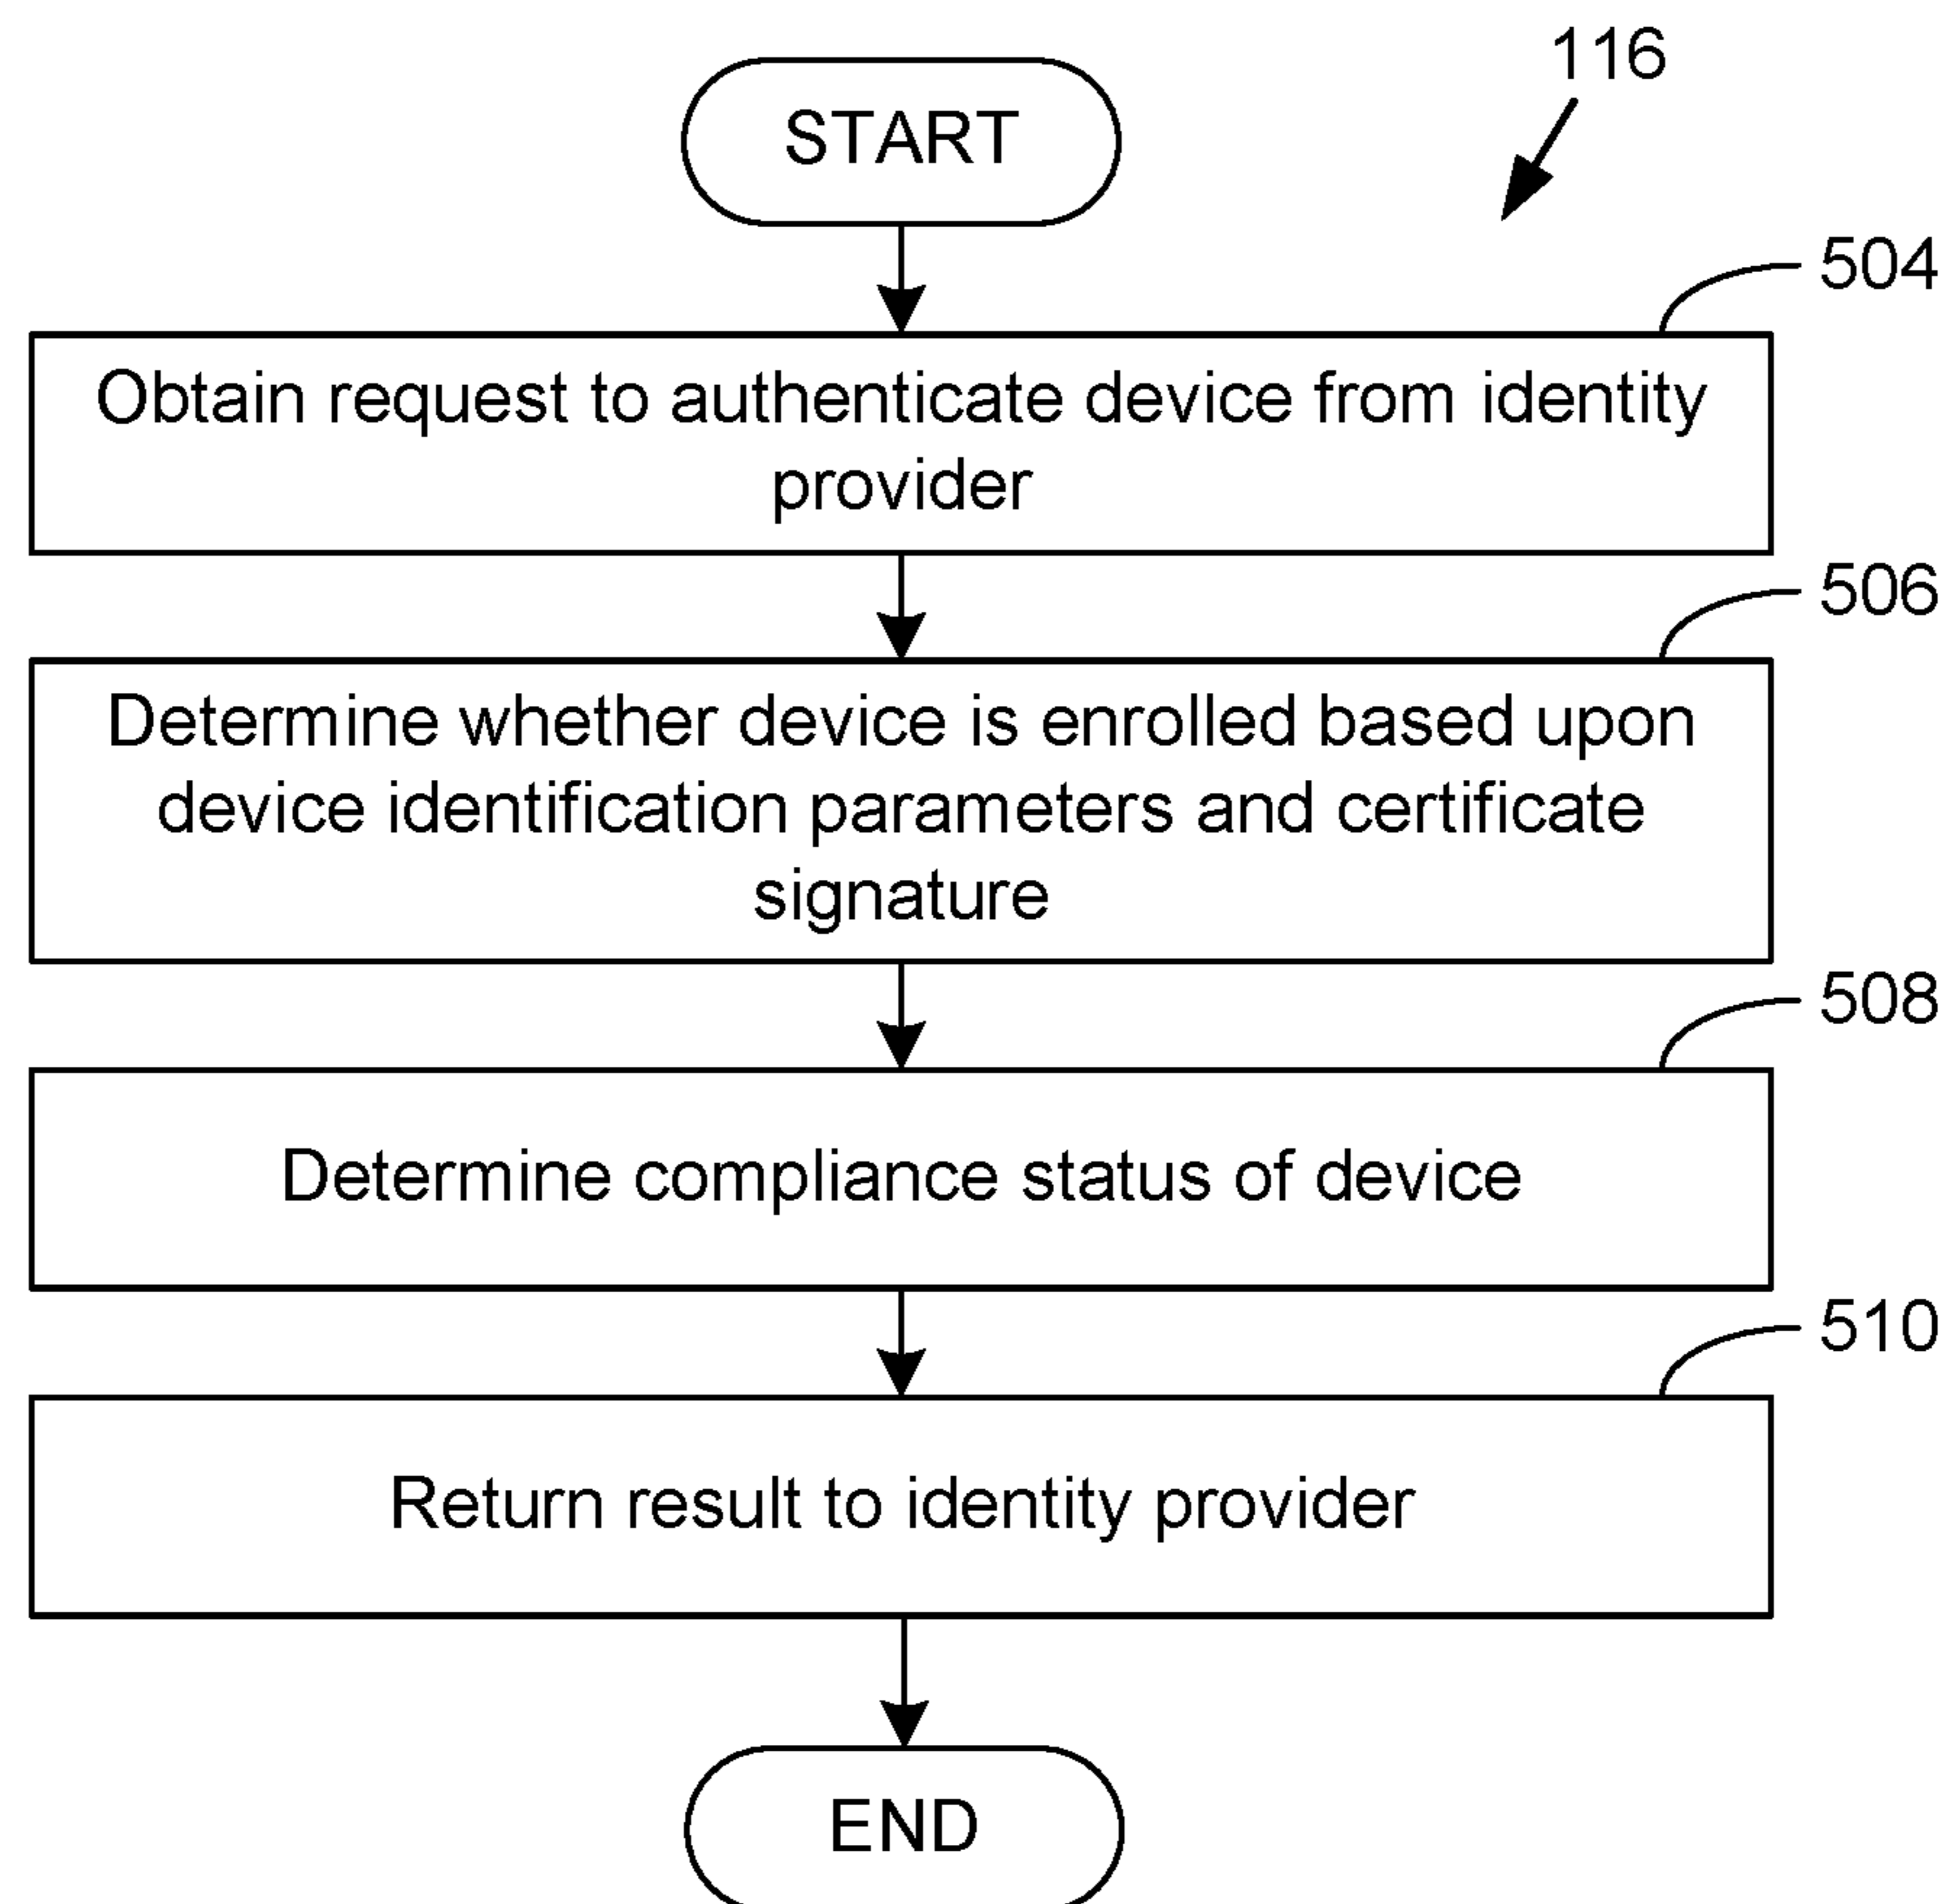 116
START
504
Obtain request to authenticate device from identity
provider
506
Determine whether device is enrolled based upon
device identification parameters and certificate
signature
508
Determine compliance status of device
510
Return result to identity provider
END